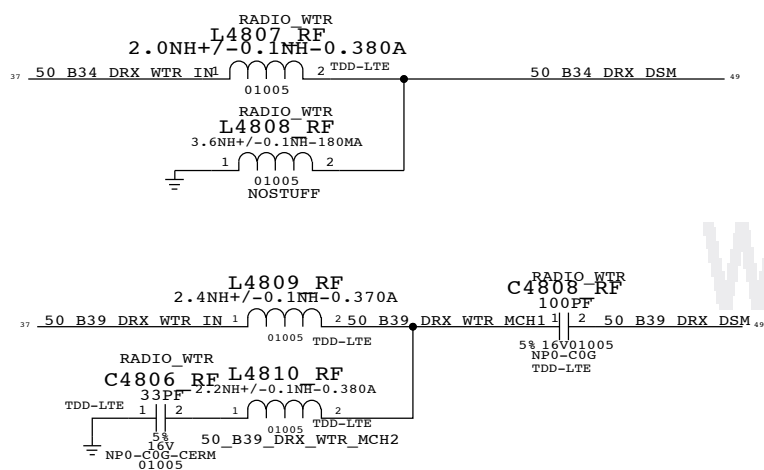 RADIO_WTR
L4807_RF
2.0NH+/-0.1NH-0.380A
37 50_B34_DRX_WTR_IN 1 2 TDD-LTE 50_B34_DRX_DSM 49
01005
RADIO_WTR
L4808_RF
3.6NH+/-0.1NH-180MA
1 2
01005
NOSTUFF
RADIO_WTR
L4809_RF C4808_RF
2.4NH+/-0.1NH-0.370A 100PF
37 50_B39_DRX_WTR_IN 1 2 50_B39_DRX_WTR_MCH1 1 2 50_B39_DRX_DSM 49
01005 TDD-LTE 5% 16V 01005
NP0-C0G
TDD-LTE
RADIO_WTR
C4806_RF L4810_RF
33PF 2.2NH+/-0.1NH-0.380A
TDD-LTE 1 2 1 2
01005 TDD-LTE
5% 50_B39_DRX_WTR_MCH2
16V
NP0-C0G-CERM
01005
W